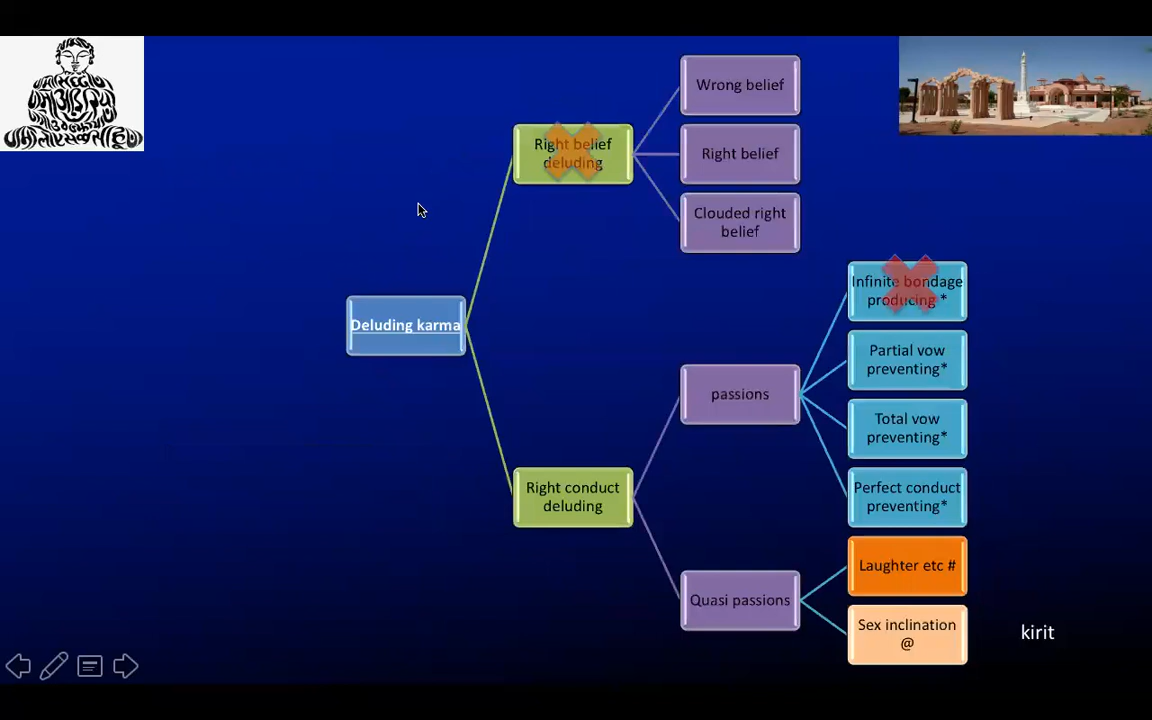 Wrong belief
Right belief
deluding
Right belief
Clouded right
belief
Infinite bondage
producing *
Deluding karma
Partial vow
preventing*
passions
Total vow
preventing*
Right conduct
deluding
Perfect conduct
preventing*
Laughter etc #
Quasi passions
Sex inclination
@
kirit